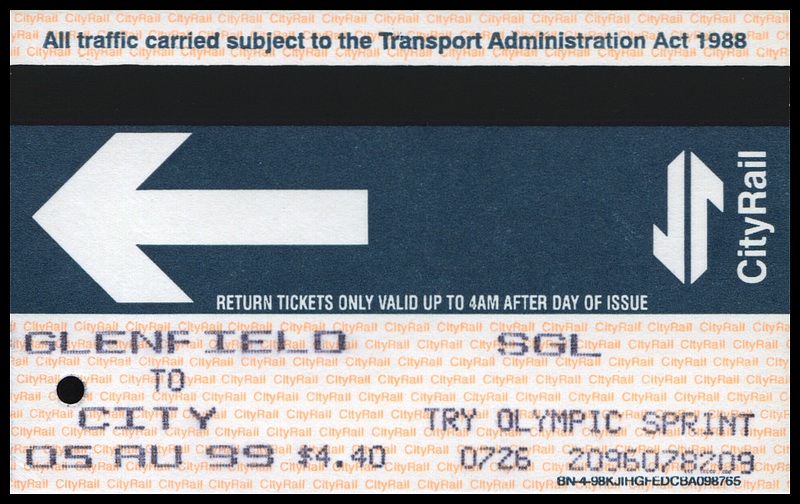 All traffic carried subject to the Transport Administration Act 1988
CityRail
RETURN TICKETS ONLY VALID UP TO 4AM AFTER DAY OF ISSUE
GLENFIELD SGL
TO
CITY TRY OLYMPIC SPRINT
05 AU 99 $4.40 0726 2096078209
BN-4-98KJIHGFEDCBA098765